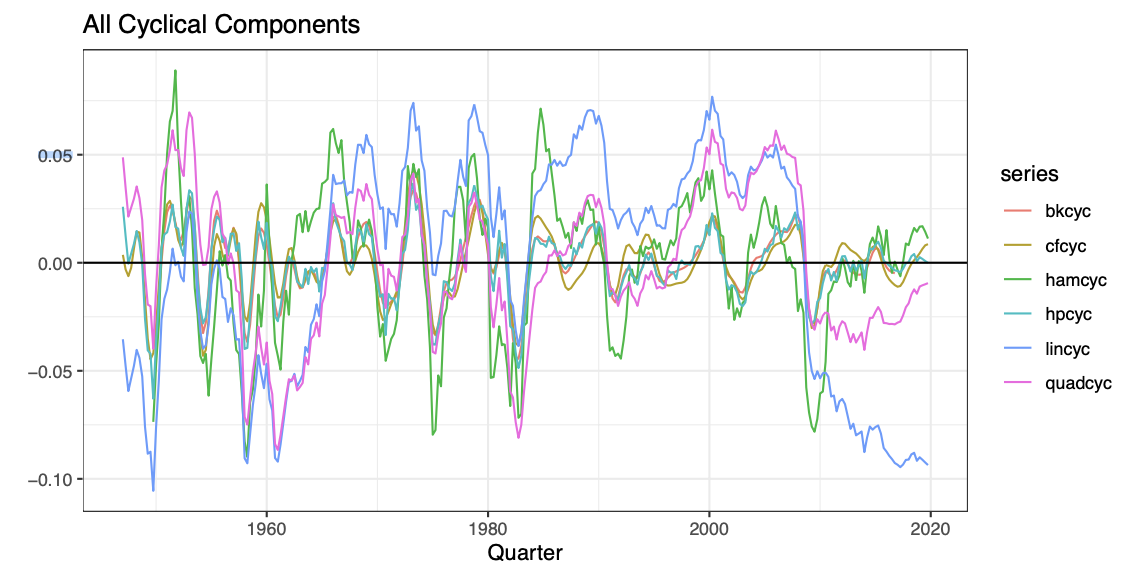 All Cyclical Components
0.05
0.00
−0.05
−0.10
1960
1980
2000
2020
Quarter
series
bkcyc
cfcyc
hamcyc
hpcyc
lincyc
quadcyc